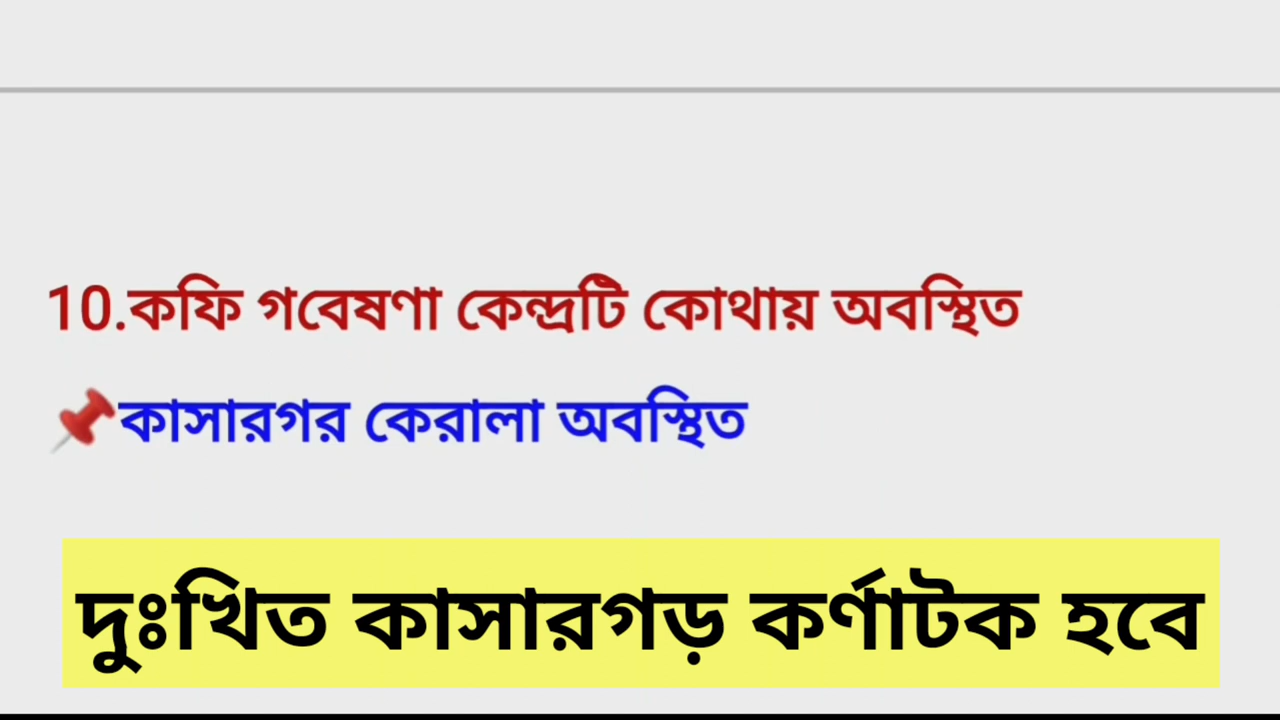 10.কফি গবেষণা কেন্দ্রটি কোথায় অবস্থিত
📌কাসারগর কেরালা অবস্থিত
দুঃখিত কাসারগড় কর্ণাটক হবে